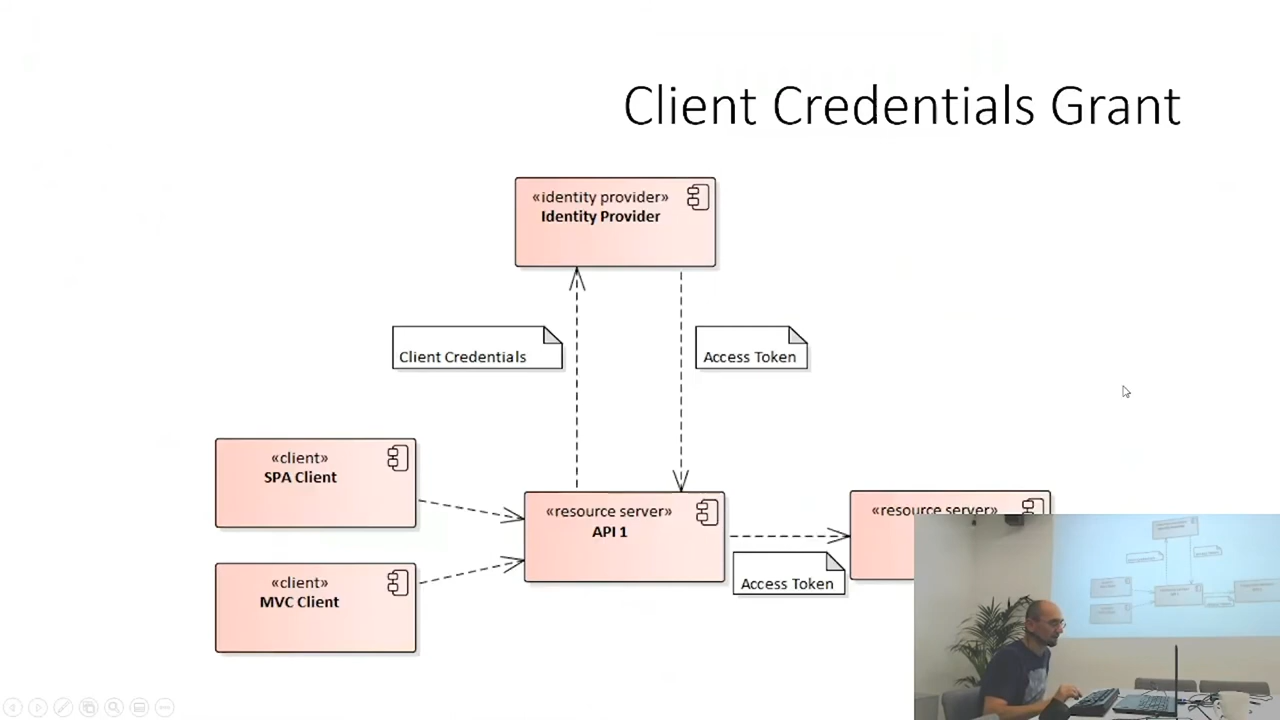 Client Credentials Grant
«identity provider»
Identity Provider
Client Credentials
Access Token
«client»
SPA Client
«resource server»
API 1
«resource server»
Access Token
«client»
MVC Client